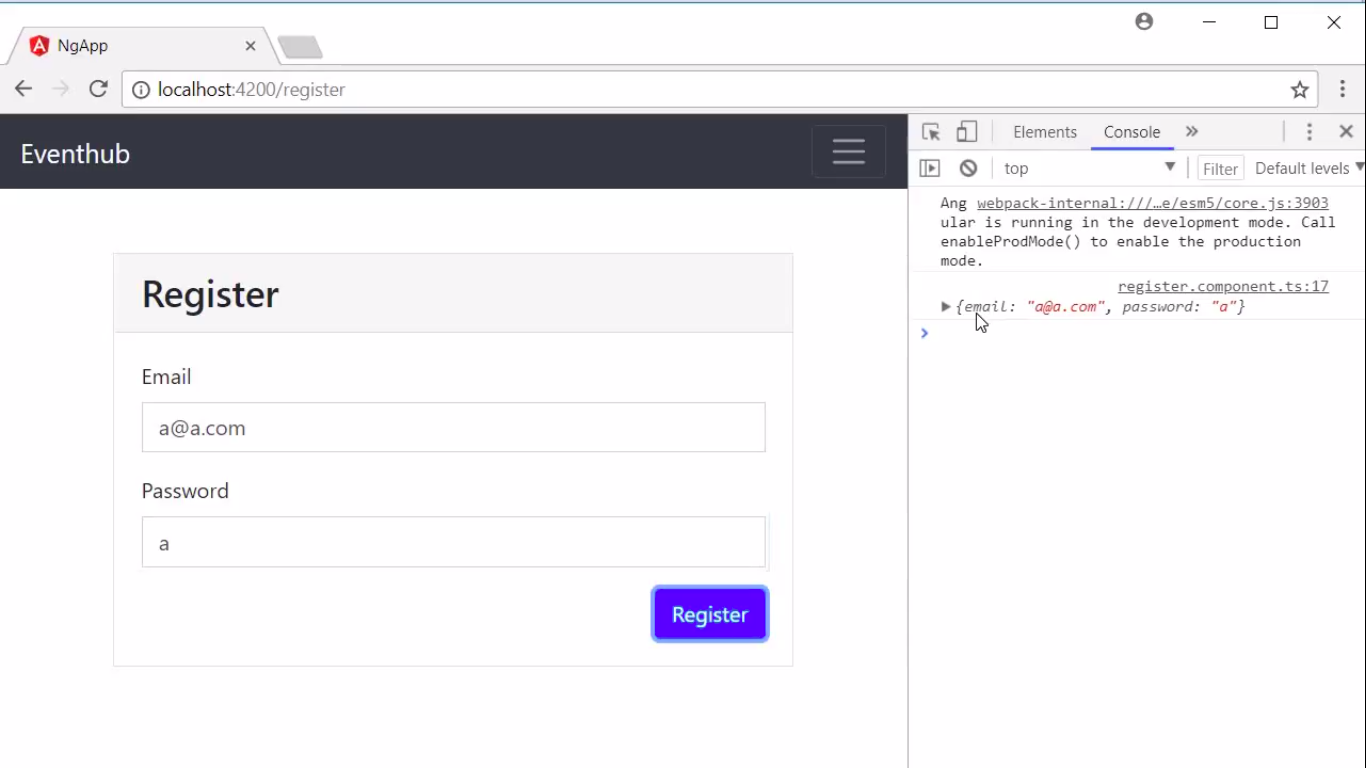 NgApp
localhost:4200/register
Eventhub
Elements Console »
top Filter Default levels
Ang webpack-internal:///…e/esm5/core.js:3903
ular is running in the development mode. Call
enableProdMode() to enable the production
mode.
register.component.ts:17
{email: "a@a.com", password: "a"}
Register
Email
a@a.com
Password
a
Register